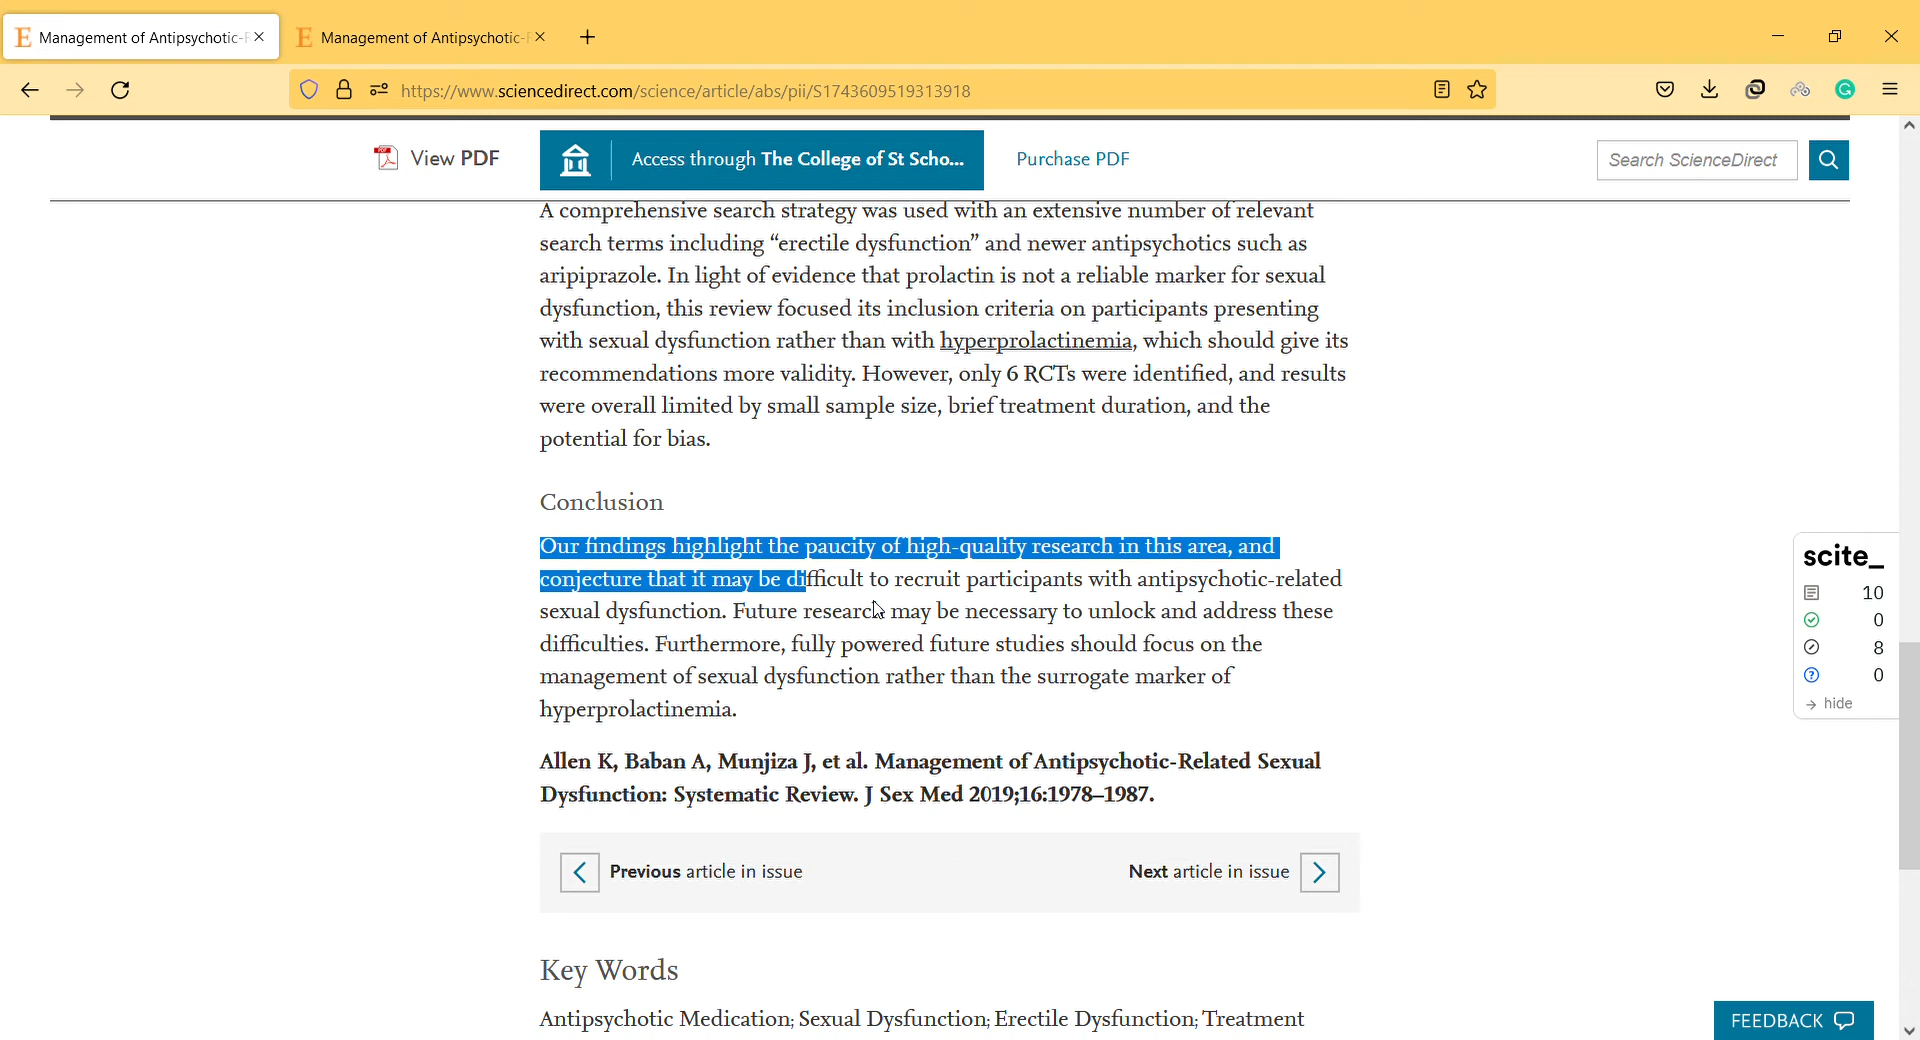 Management of Antipsychotic-R
Management of Antipsychotic-R
https://www.sciencedirect.com/science/article/abs/pii/S1743609519313918
View PDF
Access through The College of St Scho...
Purchase PDF
Search ScienceDirect
A comprehensive search strategy was used with an extensive number of relevant
search terms including “erectile dysfunction” and newer antipsychotics such as
aripiprazole. In light of evidence that prolactin is not a reliable marker for sexual
dysfunction, this review focused its inclusion criteria on participants presenting
with sexual dysfunction rather than with hyperprolactinemia, which should give its
recommendations more validity. However, only 6 RCTs were identified, and results
were overall limited by small sample size, brief treatment duration, and the
potential for bias.
Conclusion
Our findings highlight the paucity of high-quality research in this area, and
conjecture that it may be difficult to recruit participants with antipsychotic-related
sexual dysfunction. Future research may be necessary to unlock and address these
difficulties. Furthermore, fully powered future studies should focus on the
management of sexual dysfunction rather than the surrogate marker of
hyperprolactinemia.
Allen K, Baban A, Munjiza J, et al. Management of Antipsychotic-Related Sexual
Dysfunction: Systematic Review. J Sex Med 2019;16:1978–1987.
Previous article in issue
Next article in issue
Key Words
Antipsychotic Medication; Sexual Dysfunction; Erectile Dysfunction; Treatment
scite_
10
0
8
0
hide
FEEDBACK